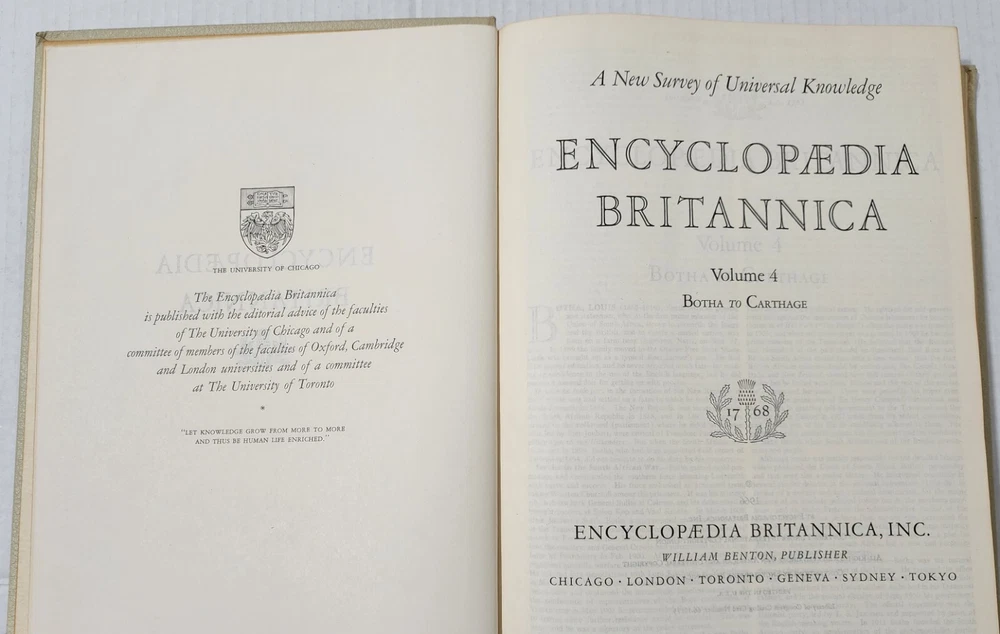 THE UNIVERSITY OF CHICAGO
The Encyclopædia Britannica
is published with the editorial advice of the faculties
of The University of Chicago and of a
committee of members of the faculties of Oxford, Cambridge
and London universities and of a committee
at The University of Toronto
*
"LET KNOWLEDGE GROW FROM MORE TO MORE
AND THUS BE HUMAN LIFE ENRICHED."
A New Survey of Universal Knowledge
ENCYCLOPÆDIA
BRITANNICA
Volume 4
BOTHA TO CARTHAGE
1768
ENCYCLOPÆDIA BRITANNICA, INC.
WILLIAM BENTON, PUBLISHER
CHICAGO · LONDON · TORONTO · GENEVA · SYDNEY · TOKYO